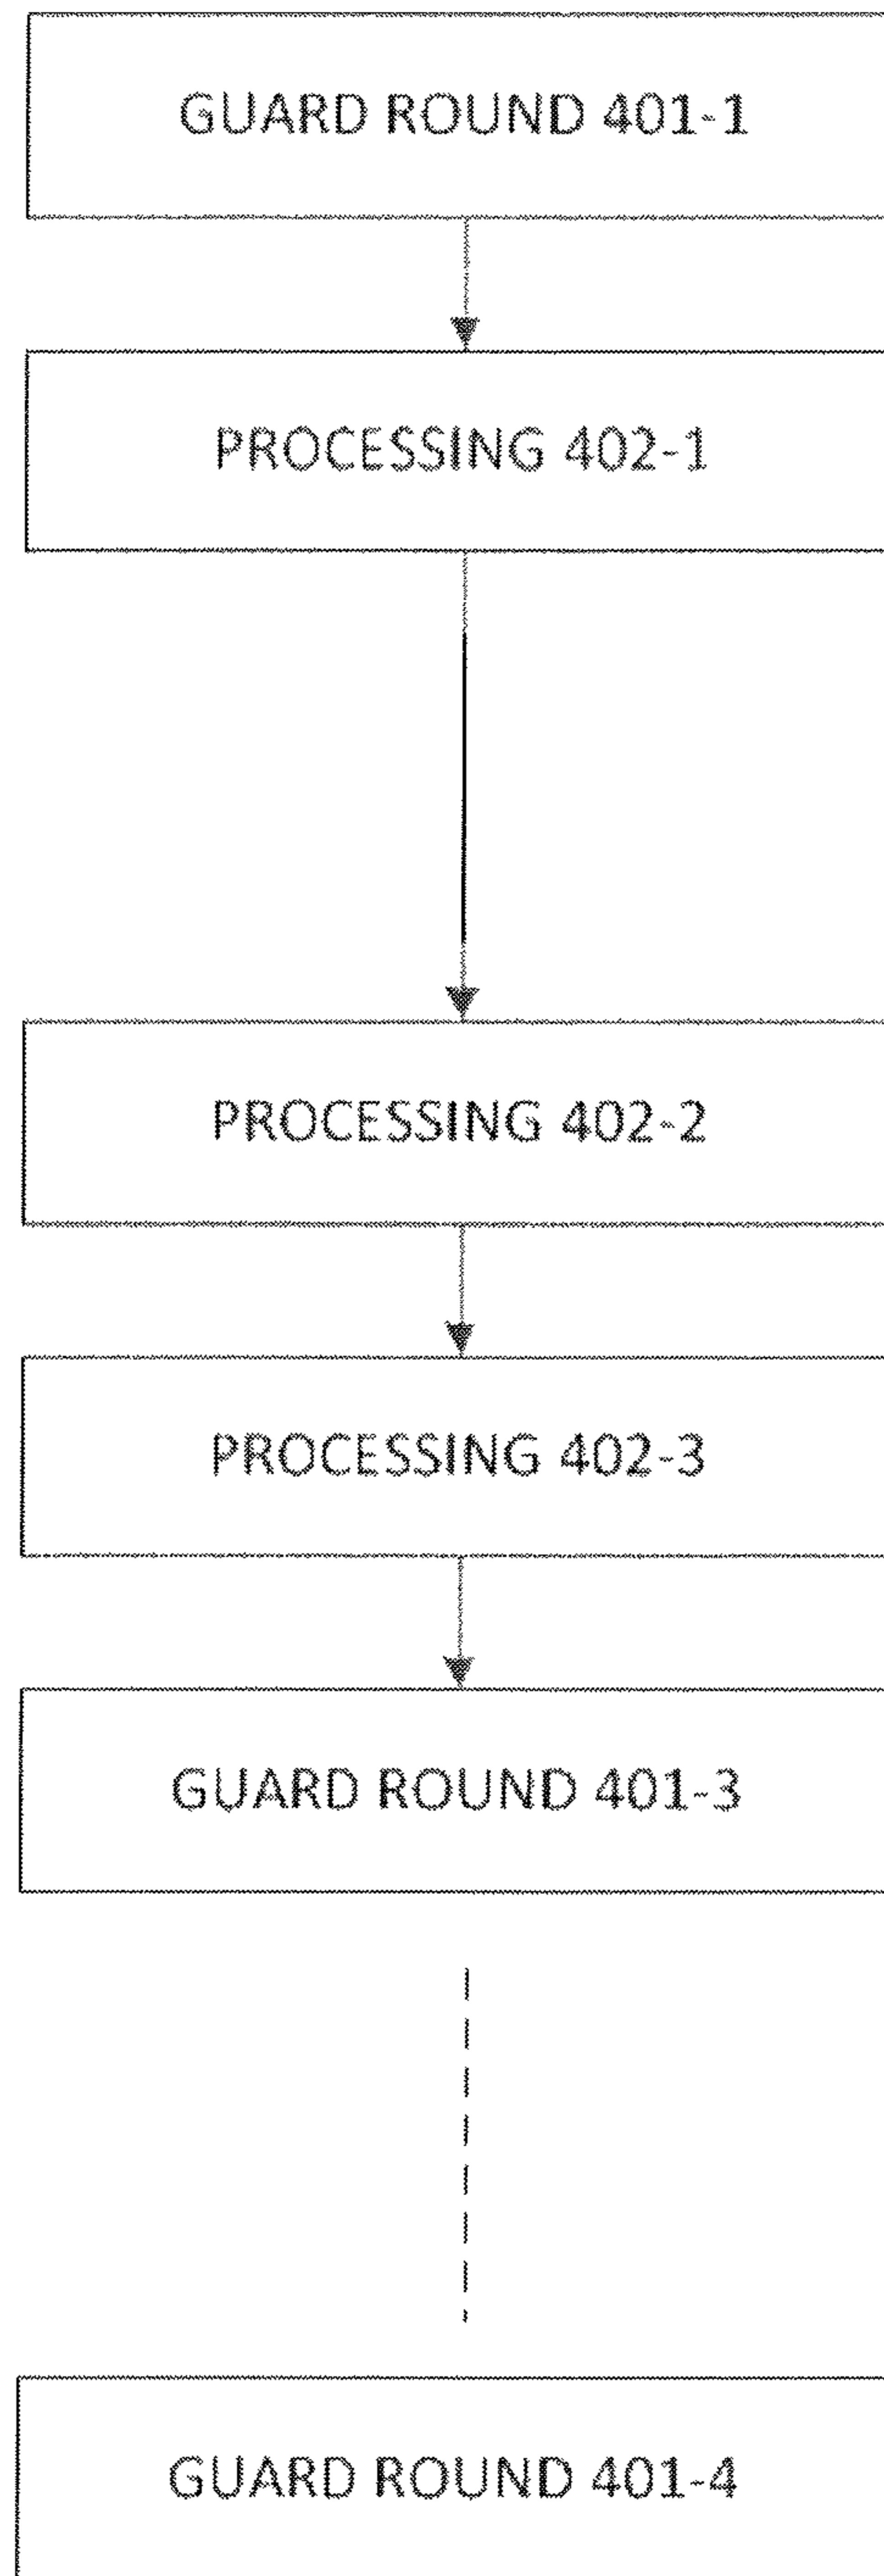 GUARD ROUND 401-1
PROCESSING 402-1
PROCESSING 402-2
PROCESSING 402-3
GUARD ROUND 401-3
GUARD ROUND 401-4